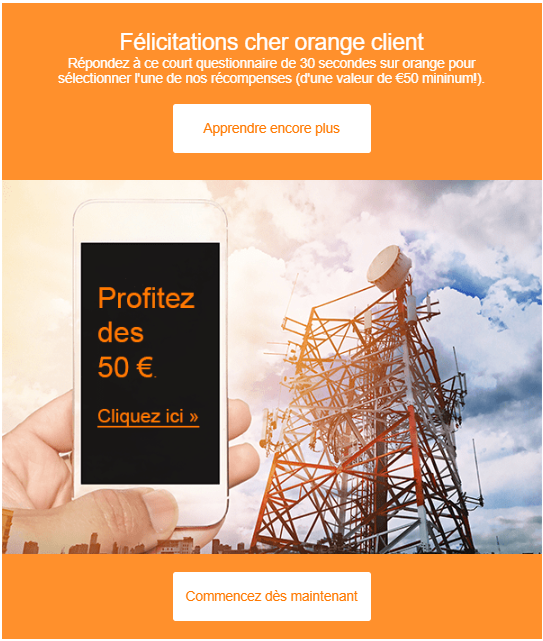 Félicitations cher orange client
Répondez à ce court questionnaire de 30 secondes sur orange pour
sélectionner l'une de nos récompenses (d'une valeur de €50 mininum!).
Apprendre encore plus
Profitez
des
50 €.
Cliquez ici »
Commencez dès maintenant